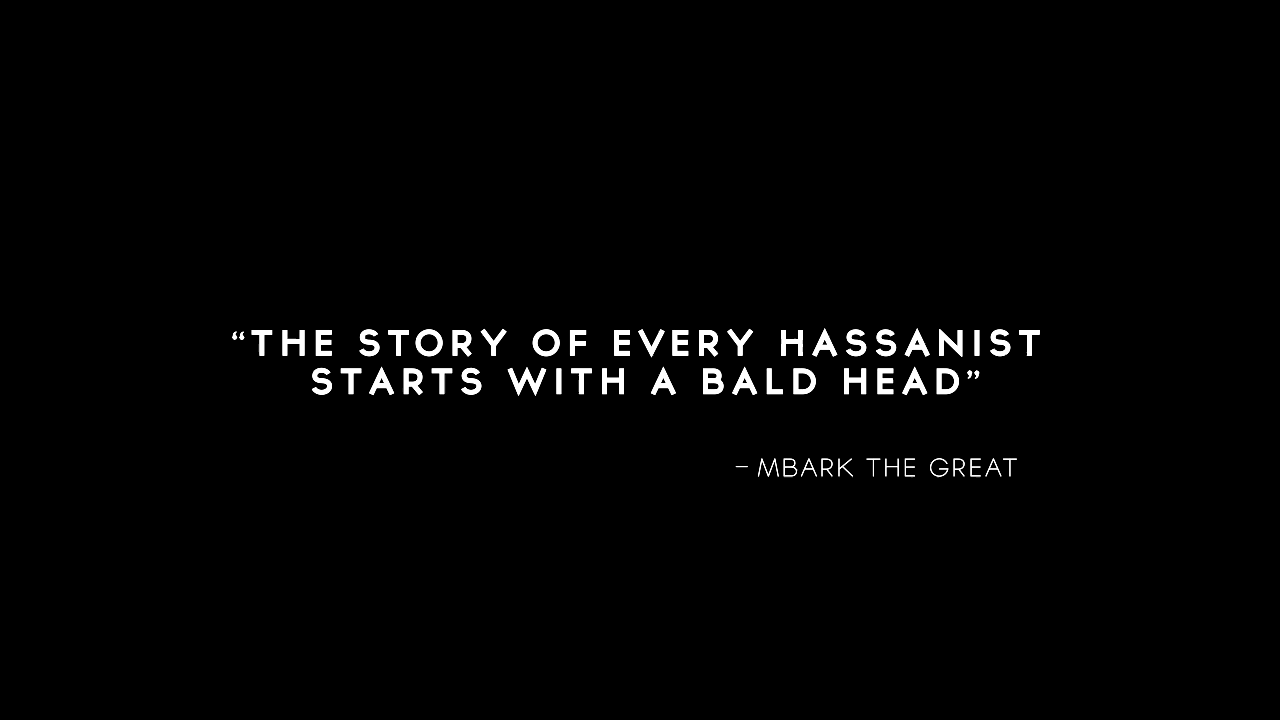 “THE STORY OF EVERY HASSANIST
STARTS WITH A BALD HEAD”
– MBARK THE GREAT